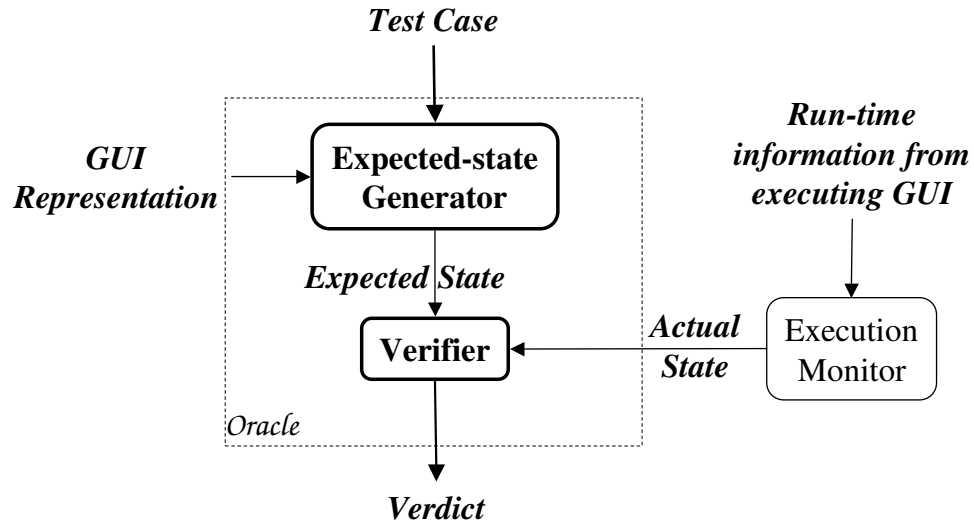 Test Case
GUI
Representation
Expected-state
Generator
Run-time
information from
executing GUI
Expected State
Verifier
Actual
State
Execution
Monitor
Oracle
Verdict